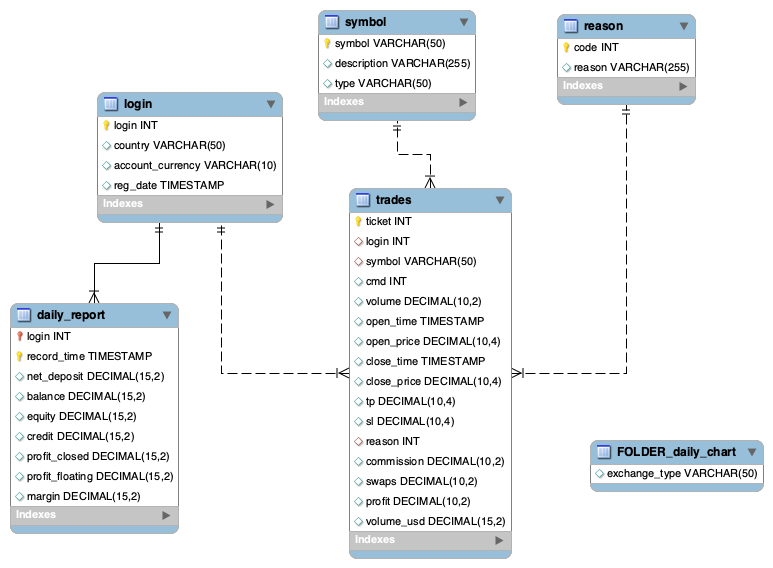 symbol
symbol VARCHAR(50)
description VARCHAR(255)
type VARCHAR(50)
Indexes
reason
code INT
reason VARCHAR(255)
Indexes
login
login INT
country VARCHAR(50)
account_currency VARCHAR(10)
reg_date TIMESTAMP
Indexes
trades
ticket INT
login INT
symbol VARCHAR(50)
cmd INT
volume DECIMAL(10,2)
open_time TIMESTAMP
open_price DECIMAL(10,4)
close_time TIMESTAMP
close_price DECIMAL(10,4)
tp DECIMAL(10,4)
sl DECIMAL(10,4)
reason INT
commission DECIMAL(10,2)
swaps DECIMAL(10,2)
profit DECIMAL(10,2)
volume_usd DECIMAL(15,2)
Indexes
daily_report
login INT
record_time TIMESTAMP
net_deposit DECIMAL(15,2)
balance DECIMAL(15,2)
equity DECIMAL(15,2)
credit DECIMAL(15,2)
profit_closed DECIMAL(15,2)
profit_floating DECIMAL(15,2)
margin DECIMAL(15,2)
Indexes
FOLDER_daily_chart
exchange_type VARCHAR(50)